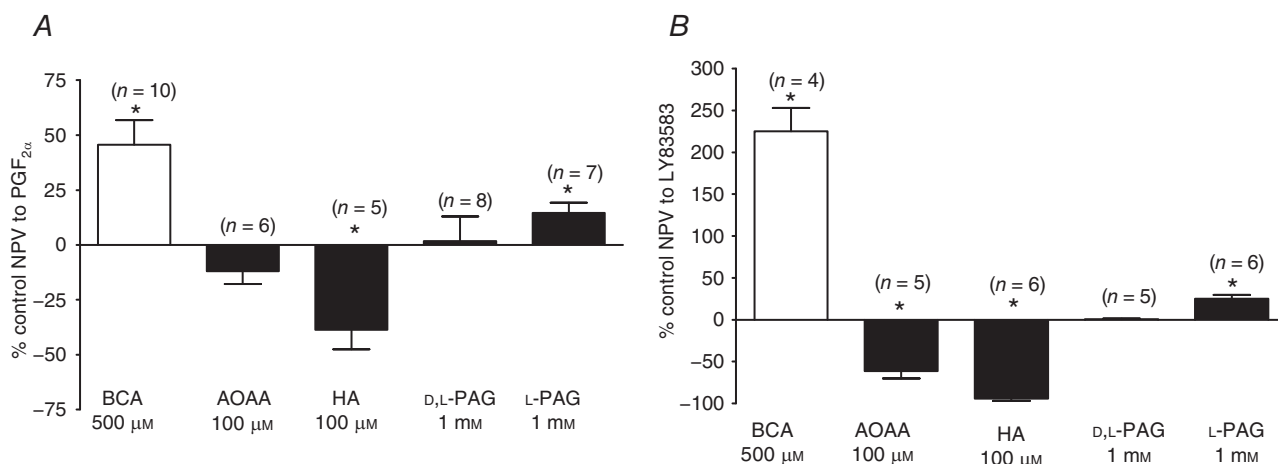 A
% control NPV to PGF2α
75
50
25
0
−25
−50
−75
(n = 10)
*
(n = 6)
(n = 5)
*
(n = 8)
(n = 7)
*
BCA
500 μM
AOAA
100 μM
HA
100 μM
D,L-PAG
1 mM
L-PAG
1 mM
B
% control NPV to LY83583
300
250
200
150
100
50
0
−50
−100
(n = 4)
*
(n = 5)
*
(n = 6)
*
(n = 5)
(n = 6)
*
BCA
500 μM
AOAA
100 μM
HA
100 μM
D,L-PAG
1 mM
L-PAG
1 mM